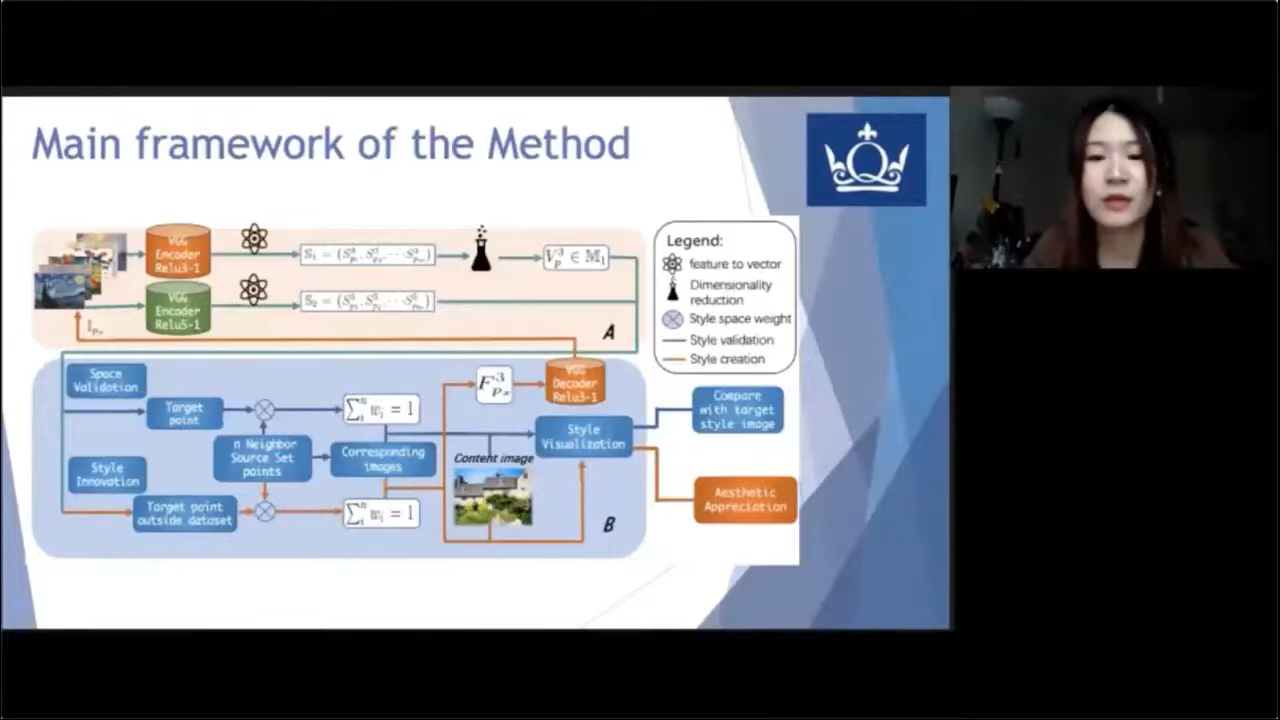 Main framework of the Method
VGG
Encoder
Relu3-1
VGG
Encoder
Relu5-1
A
Legend:
feature to vector
Dimensionality
reduction
Style space weight
Style validation
Style creation
Space
Validation
Target
point
n Neighbor
Source Set
points
Style
Innovation
Target point
outside dataset
Corresponding
images
Content image
VGG
Decoder
Relu3-1
Style
Visualization
B
Compare
with target
style image
Aesthetic
Appreciation